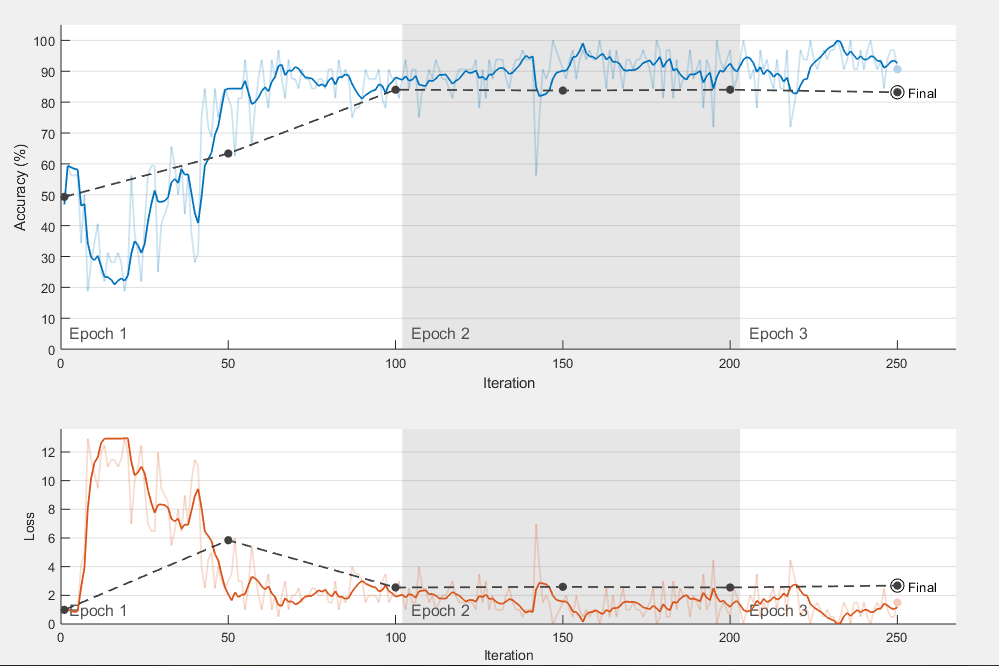 100
90
80
70
60
50
40
30
20
10
0
Accuracy (%)
Final
Epoch 1 Epoch 2 Epoch 3
0 50 100 150 200 250
Iteration
12
10
8
6
4
2
0
Loss
Final
Epoch 1 Epoch 2 Epoch 3
0 50 100 150 200 250
Iteration